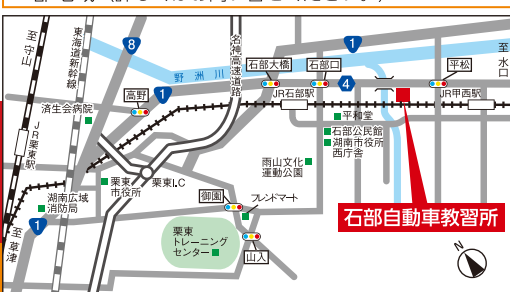 至守山
東海道新幹線
8
野洲川
名神高速道路
石部大橋
石部口
1
4
平松
至水口
高野
1
JR石部駅
JR甲西駅
済生会病院
平和堂
石部公民館
湖南市役所
西庁舎
JR栗東駅
栗東
市役所
栗東I.C
雨山文化
運動公園
湖南広域
消防局
御園
フレンドマート
石部自動車教習所
1
至草津
栗東
トレーニング
センター
山入
N